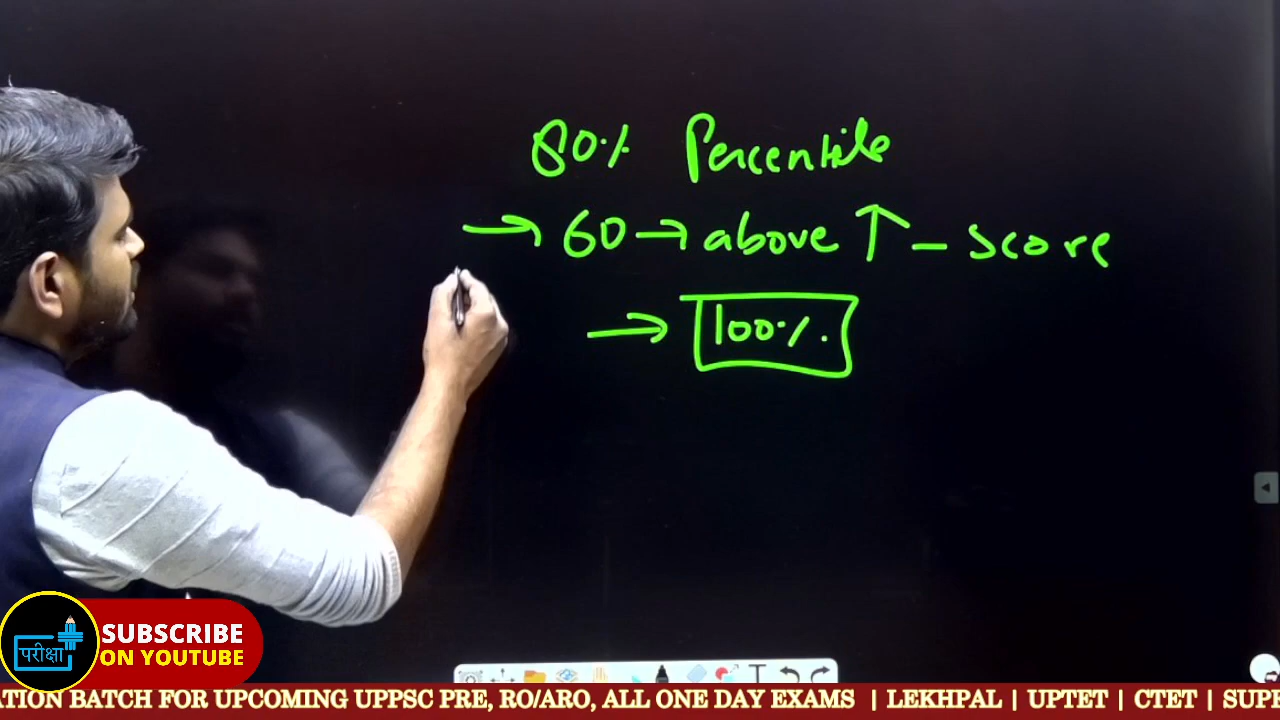 80% Percentile
→ 60 → above ↑ – score
→ 100%.
परीक्षा
SUBSCRIBE
ON YOUTUBE
ATION BATCH FOR UPCOMING UPPSC PRE, RO/ARO, ALL ONE DAY EXAMS | LEKHPAL | UPTET | CTET | SUPE